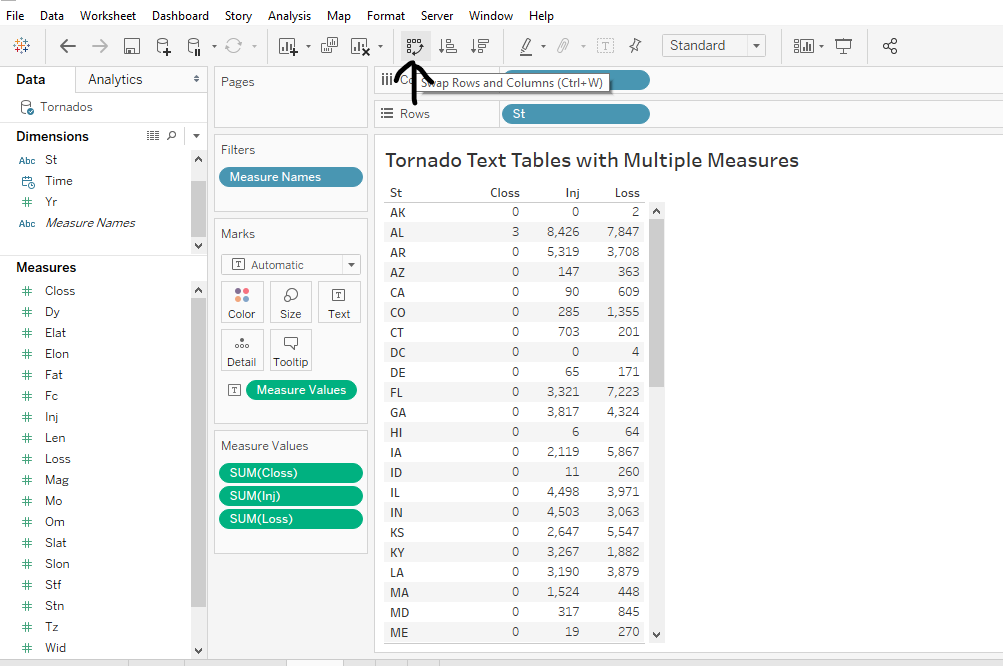 File Data Worksheet Dashboard Story Analysis Map Format Server Window Help
Standard
Data Analytics
Tornados
Dimensions
Abc St
Time
Yr
Abc Measure Names
Measures
Closs
Dy
Elat
Elon
Fat
Fc
Inj
Len
Loss
Mag
Mo
Om
Slat
Slon
Stf
Stn
Tz
Wid
Pages
Filters
Measure Names
Marks
T Automatic
Color Size Text
Detail Tooltip
T Measure Values
Measure Values
SUM(Closs)
SUM(Inj)
SUM(Loss)
Swap Rows and Columns (Ctrl+W)
Rows St
Tornado Text Tables with Multiple Measures
St Closs Inj Loss
AK 0 0 2
AL 3 8,426 7,847
AR 0 5,319 3,708
AZ 0 147 363
CA 0 90 609
CO 0 285 1,355
CT 0 703 201
DC 0 0 4
DE 0 65 171
FL 0 3,321 7,223
GA 0 3,817 4,324
HI 0 6 64
IA 0 2,119 5,867
ID 0 11 260
IL 0 4,498 3,971
IN 0 4,503 3,063
KS 0 2,647 5,547
KY 0 3,267 1,882
LA 0 3,190 3,879
MA 0 1,524 448
MD 0 317 845
ME 0 19 270